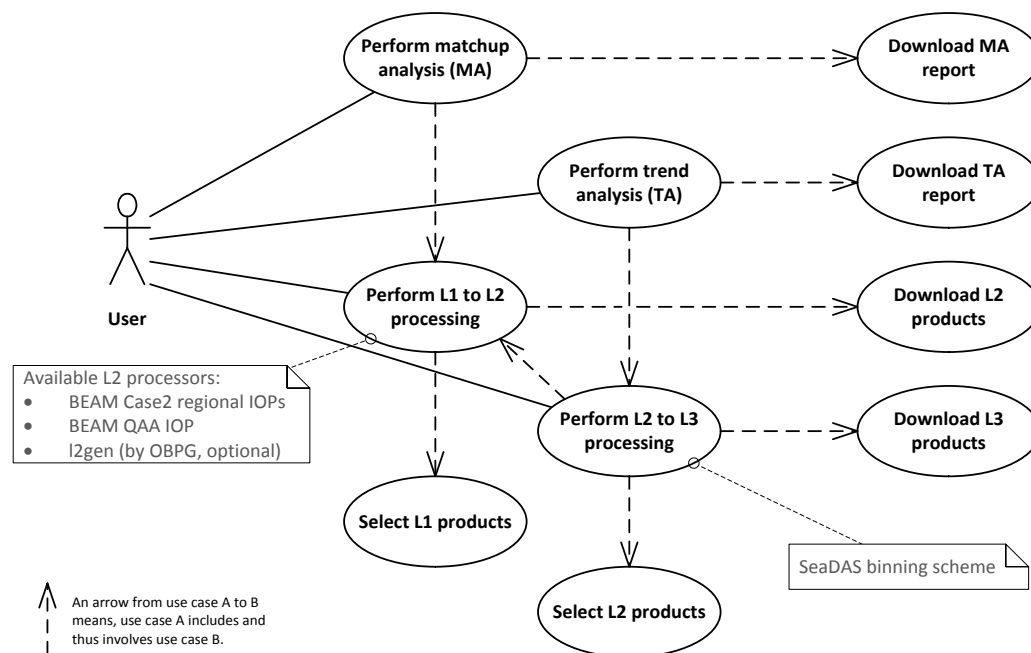 Perform matchup
analysis (MA)
Download MA
report
Perform trend
analysis (TA)
Download TA
report
User
Perform L1 to L2
processing
Download L2
products
Available L2 processors:
• BEAM Case2 regional IOPs
• BEAM QAA IOP
• l2gen (by OBPG, optional)
Perform L2 to L3
processing
Download L3
products
Select L1 products
SeaDAS binning scheme
Select L2 products
An arrow from use case A to B
means, use case A includes and
thus involves use case B.